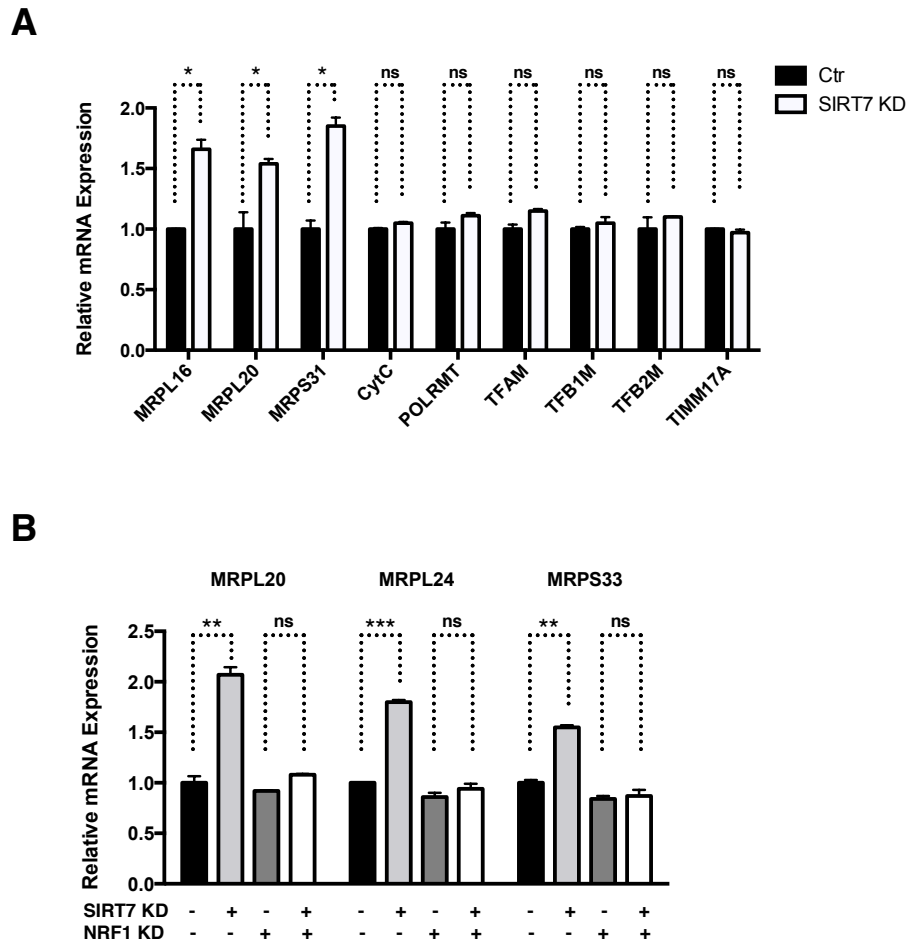 A
* * * ns ns ns ns ns ns
Ctr
SIRT7 KD
Relative mRNA Expression
2.0
1.5
1.0
0.5
0.0
MRPL16 MRPL20 MRPS31 CytC POLRMT TFAM TFB1M TFB2M TIMM17A
B
MRPL20 MRPL24 MRPS33
** ns *** ns ** ns
Relative mRNA Expression
2.5
2.0
1.5
1.0
0.5
0.0
SIRT7 KD - + - + - + - + - + - +
NRF1 KD - - + + - - + + - - + +